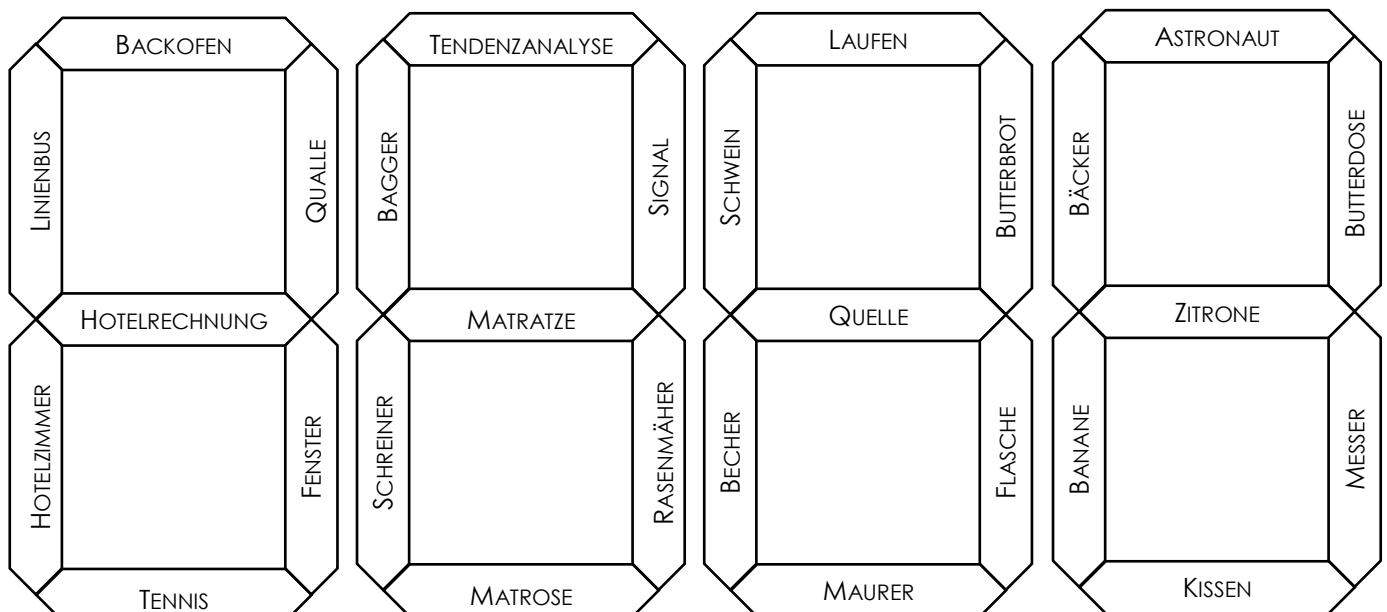 BACKOFEN
LINIENBUS
QUALLE
HOTELRECHNUNG
HOTELZIMMER
FENSTER
TENNIS
TENDENZANALYSE
BAGGER
SIGNAL
MATRATZE
SCHREINER
RASENMÄHER
MATROSE
LAUFEN
SCHWEIN
BUTTERBROT
QUELLE
BECHER
FLASCHE
MAURER
ASTRONAUT
BÄCKER
BUTTERDOSE
ZITRONE
BANANE
MESSER
KISSEN